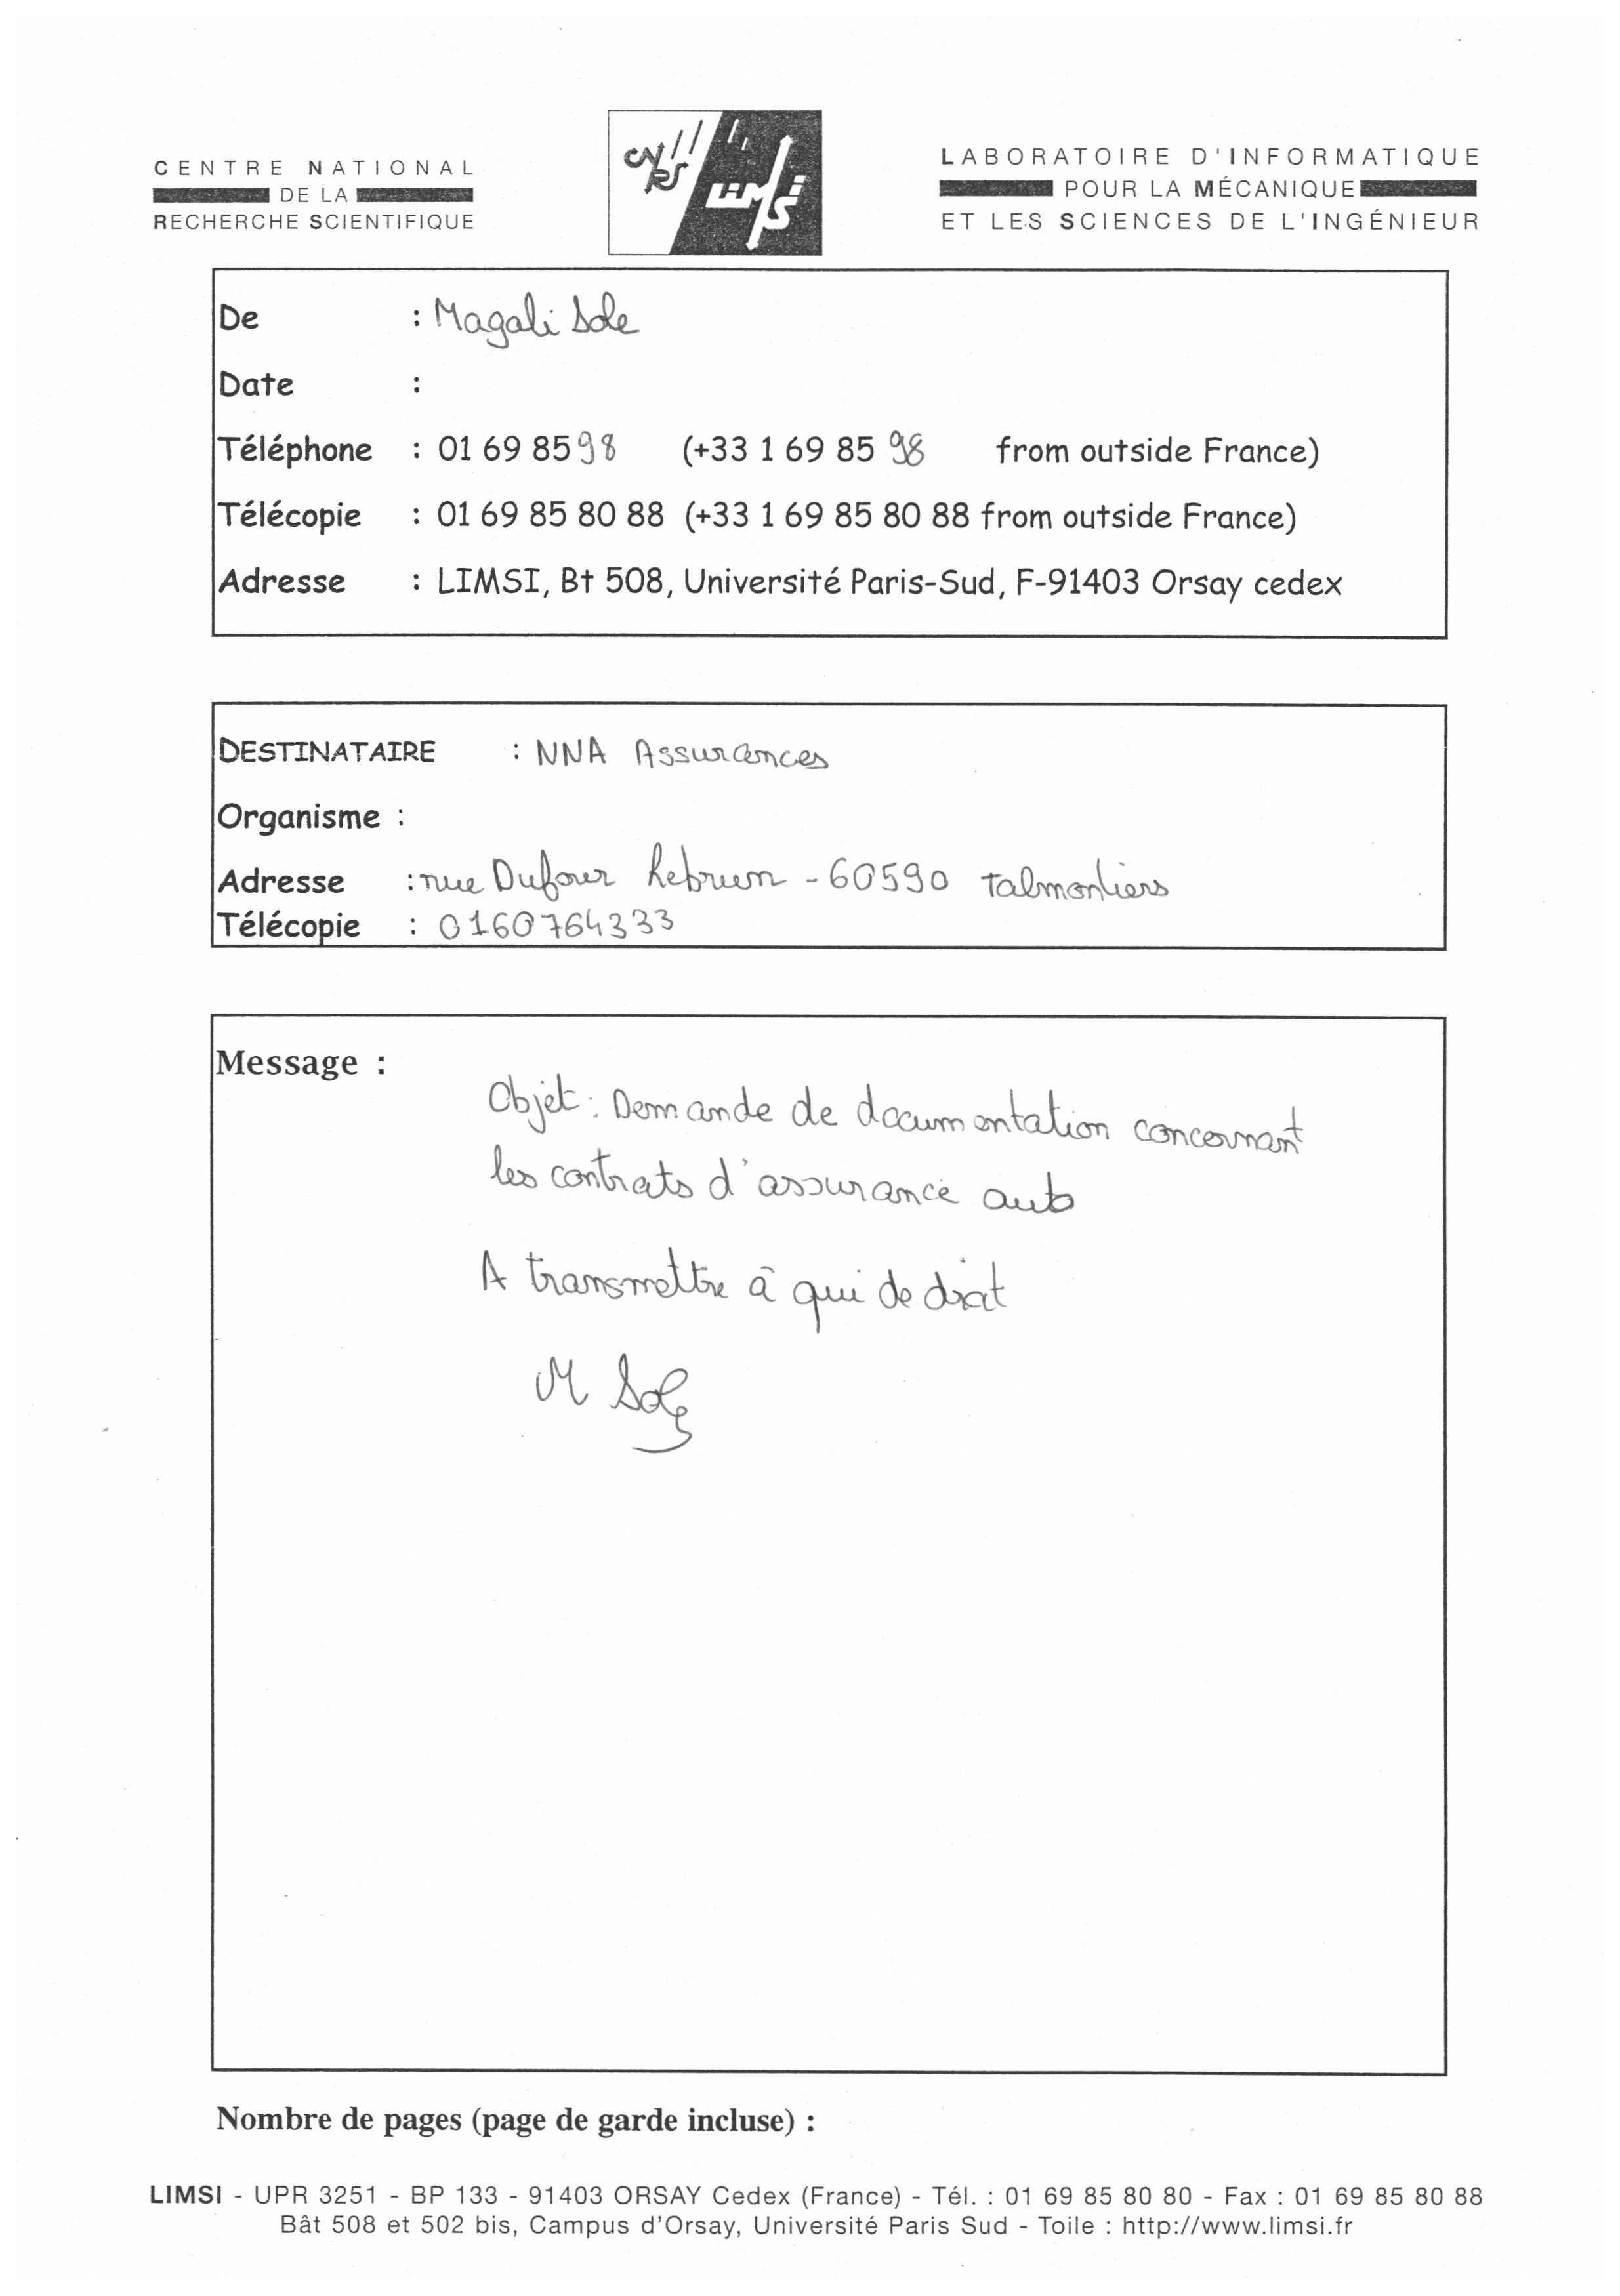 CENTRE NATIONAL
DE LA
RECHERCHE SCIENTIFIQUE
LIMSI
LABORATOIRE D'INFORMATIQUE
POUR LA MÉCANIQUE
ET LES SCIENCES DE L'INGÉNIEUR
De : Magali Sole
Date :
Téléphone : 01 69 85 98 (+33 1 69 85 98 from outside France)
Télécopie : 01 69 85 80 88 (+33 1 69 85 80 88 from outside France)
Adresse : LIMSI, Bt 508, Université Paris-Sud, F-91403 Orsay cedex
DESTINATAIRE : NNA Assurances
Organisme :
Adresse : rue Dufour Lebrun - 60590 Talmontiers
Télécopie : 0160764333
Message :
Objet : Demande de documentation concernant
les contrats d'assurance auto
A transmettre à qui de droit
M Sole
Nombre de pages (page de garde incluse) :
LIMSI - UPR 3251 - BP 133 - 91403 ORSAY Cedex (France) - Tél. : 01 69 85 80 80 - Fax : 01 69 85 80 88
Bât 508 et 502 bis, Campus d'Orsay, Université Paris Sud - Toile : http://www.limsi.fr